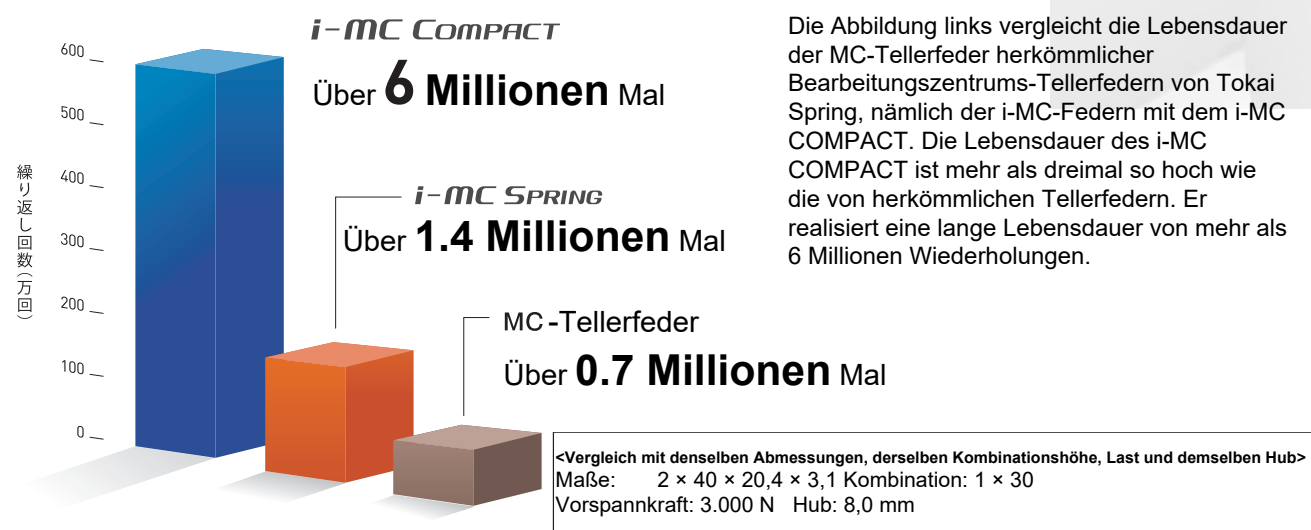 i-MC COMPACT
Über 6 Millionen Mal
i-MC SPRING
Über 1.4 Millionen Mal
MC-Tellerfeder
Über 0.7 Millionen Mal
繰り返し回数(万回)
600
500
400
300
200
100
0
Die Abbildung links vergleicht die Lebensdauer
der MC-Tellerfeder herkömmlicher
Bearbeitungszentrums-Tellerfedern von Tokai
Spring, nämlich der i-MC-Federn mit dem i-MC
COMPACT. Die Lebensdauer des i-MC
COMPACT ist mehr als dreimal so hoch wie
die von herkömmlichen Tellerfedern. Er
realisiert eine lange Lebensdauer von mehr als
6 Millionen Wiederholungen.
<Vergleich mit denselben Abmessungen, derselben Kombinationshöhe, Last und demselben Hub>
Maße: 2 × 40 × 20,4 × 3,1 Kombination: 1 × 30
Vorspannkraft: 3.000 N Hub: 8,0 mm